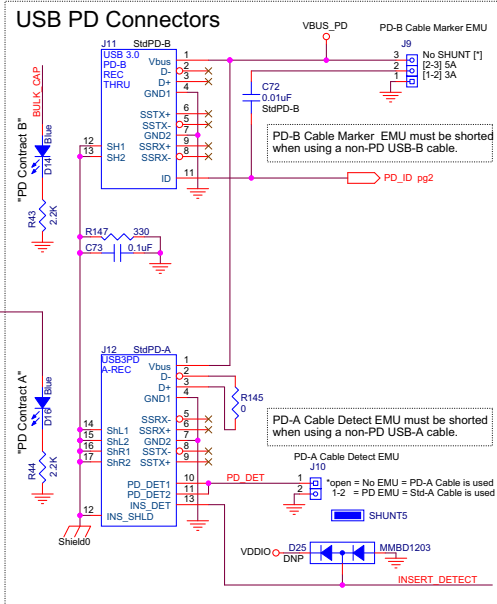 USB PD Connectors
VBUS_PD
PD-B Cable Marker EMU
J11 StdPD-B
J9
USB 3.0
PD-B
REC
THRU
Vbus 1
D- 2
D+ 3
GND1 4
SSTX+ 6
SSTX- 5
GND2 7
SSRX+ 9
SSRX- 8
ID 11
12 SH1
13 SH2
3 No SHUNT [*]
2 [2-3] 5A
1 [1-2] 3A
C72
0.01uF
StdPD-B
PD-B Cable Marker EMU must be shorted
when using a non-PD USB-B cable.
PD_ID pg2
BULK_CAP
"PD Contract B"
Blue
D14
R43
2.2K
R147 330
C73 0.1uF
J12 StdPD-A
USB3PD
A-REC
Vbus 1
D- 2
D+ 3
GND1 4
SSRX- 5
SSRX+ 6
GND2 7
SSTX- 8
SSTX+ 9
PD_DET1 10
PD_DET2 11
INS_DET 13
14 ShL1
15 ShL2
16 ShR1
17 ShR2
12 INS_SHLD
Shield0
R145
0
"PD Contract A"
Blue
D16
R44
2.2K
PD-A Cable Detect EMU must be shorted
when using a non-PD USB-A cable.
PD-A Cable Detect EMU
J10
PD_DET
1 *open = No EMU = PD-A Cable is used
2 1-2 = PD EMU = Std-A Cable is used
SHUNT5
VDDIO
D25
DNP
MMBD1203
INSERT_DETECT